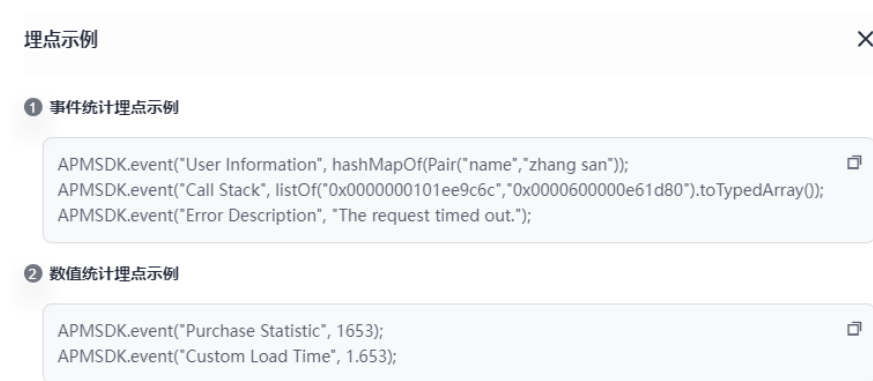 埋点示例
1 事件统计埋点示例
APMSDK.event("User Information", hashMapOf(Pair("name","zhang san"));
APMSDK.event("Call Stack", listOf("0x0000000101ee9c6c","0x0000600000e61d80").toTypedArray());
APMSDK.event("Error Description", "The request timed out.");
2 数值统计埋点示例
APMSDK.event("Purchase Statistic", 1653);
APMSDK.event("Custom Load Time", 1.653);